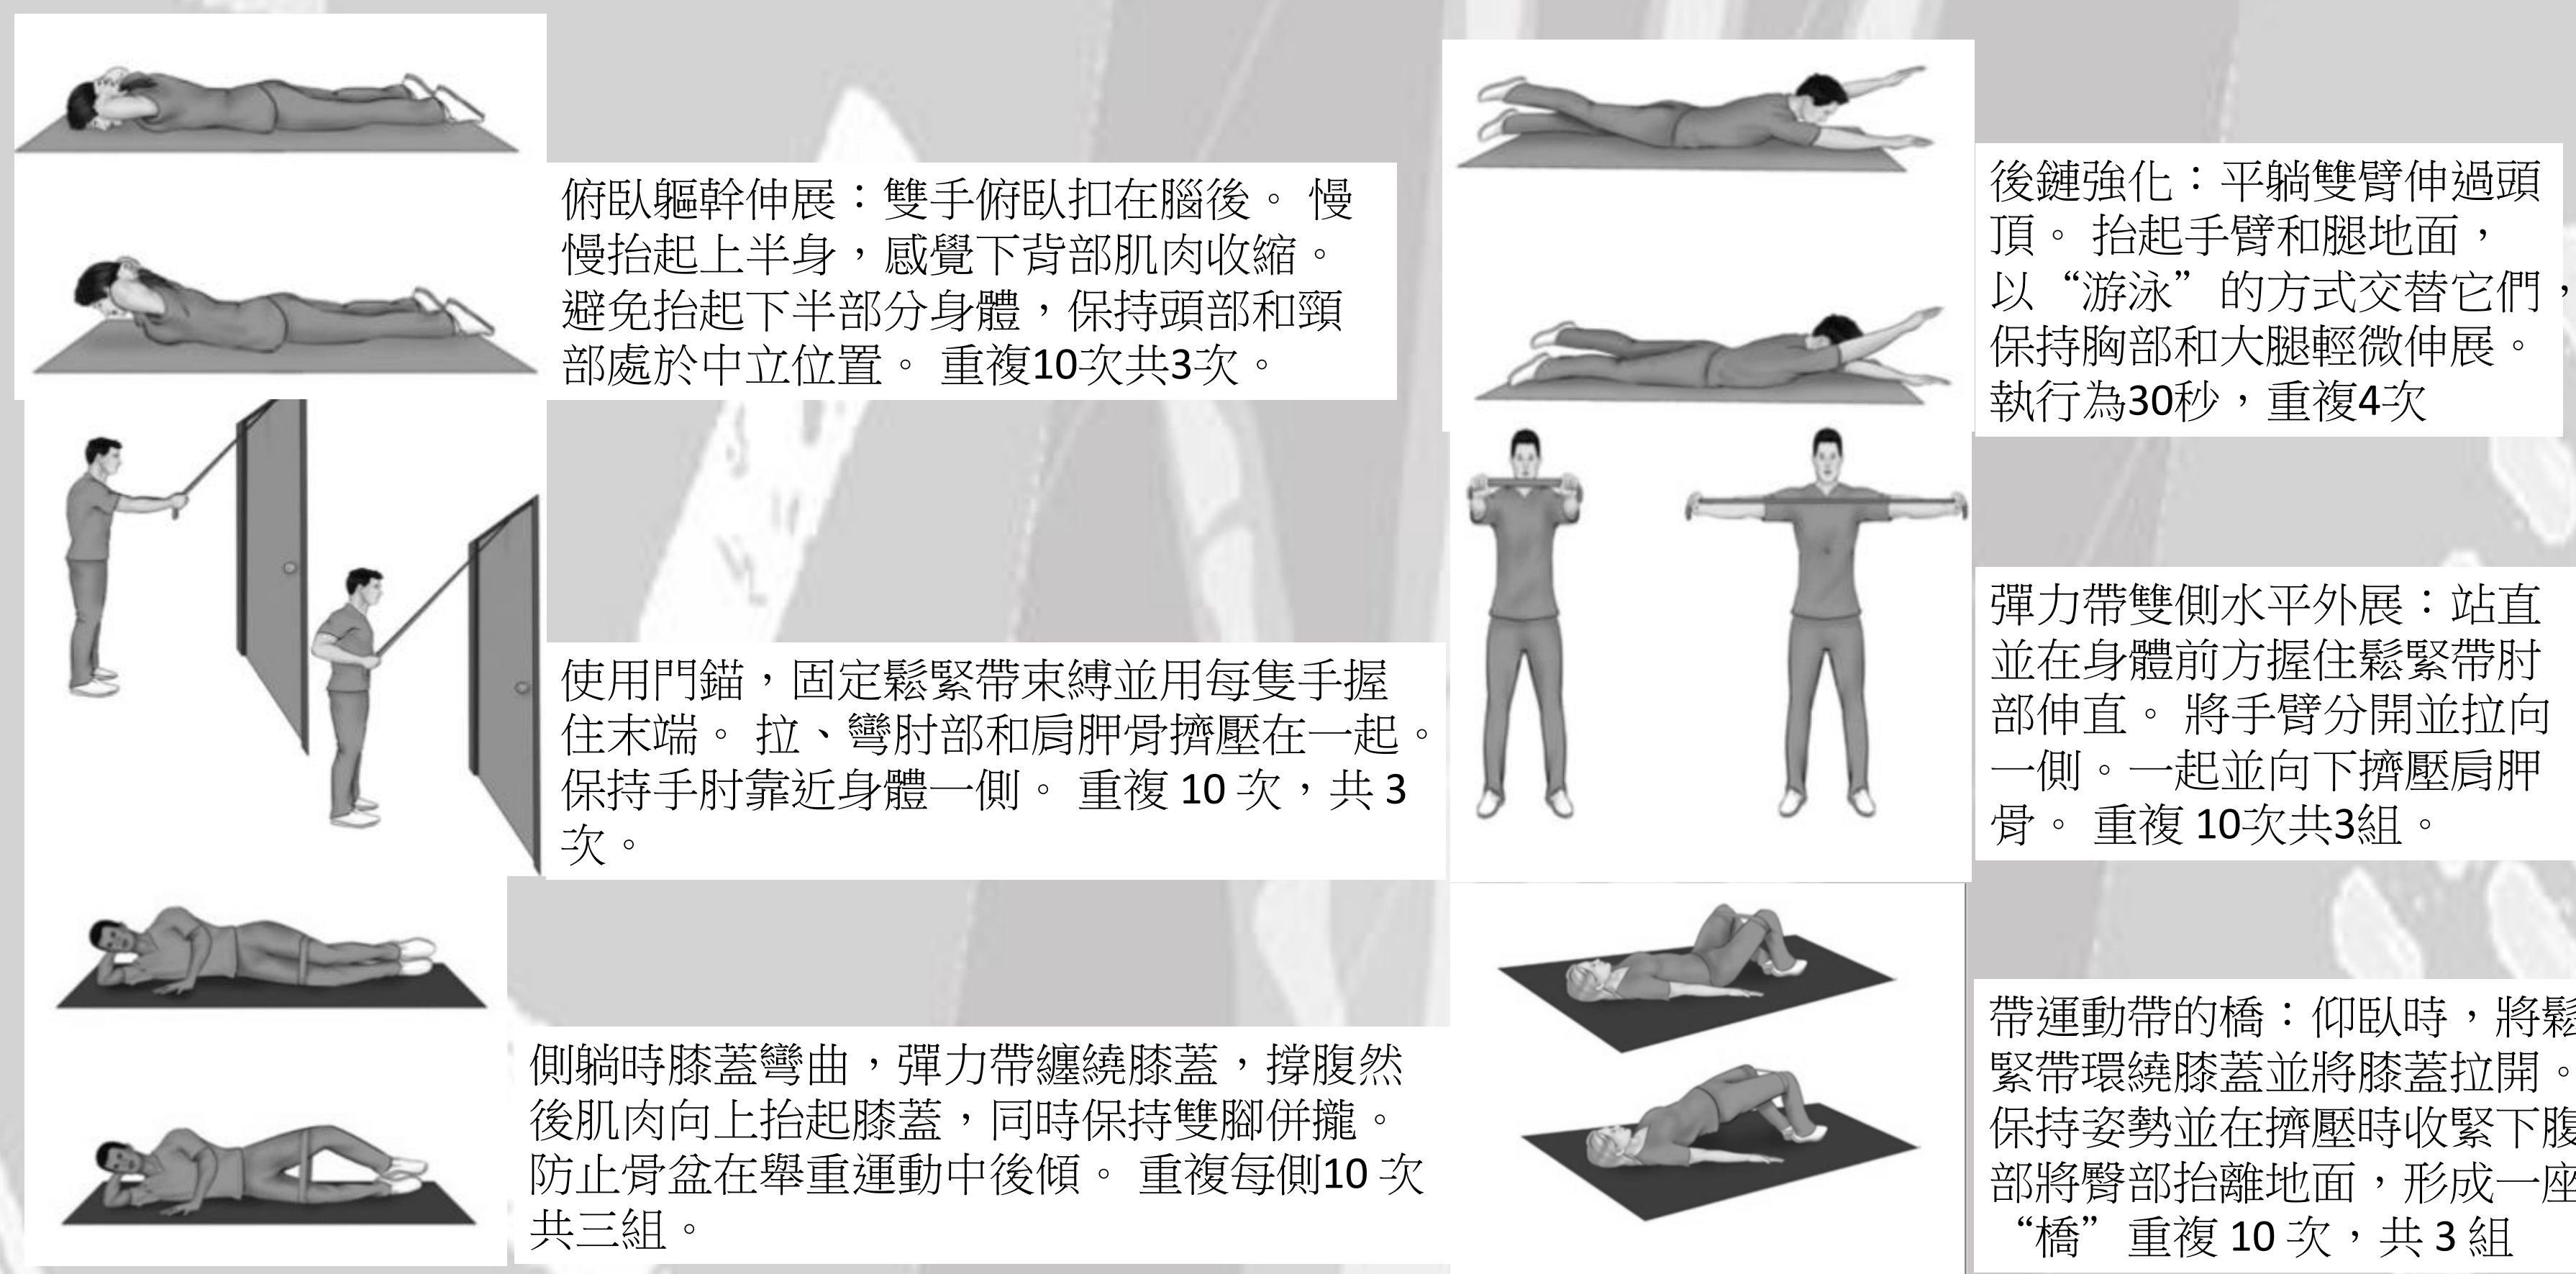 俯臥軀幹伸展：雙手俯臥扣在腦後。 慢
慢抬起上半身，感覺下背部肌肉收縮。
避免抬起下半部分身體，保持頭部和頸
部處於中立位置。 重複10次共3次。
後鏈強化：平躺雙臂伸過頭
頂。 抬起手臂和腿地面，
以“游泳”的方式交替它們，
保持胸部和大腿輕微伸展。
執行為30秒，重複4次
使用門錨，固定鬆緊帶束縛並用每隻手握
住末端。 拉、彎肘部和肩胛骨擠壓在一起。
保持手肘靠近身體一側。 重複 10 次，共 3
次。
彈力帶雙側水平外展：站直
並在身體前方握住鬆緊帶肘
部伸直。 將手臂分開並拉向
一側。一起並向下擠壓肩胛
骨。 重複 10次共3組。
側躺時膝蓋彎曲，彈力帶纏繞膝蓋，撐腹然
後肌肉向上抬起膝蓋，同時保持雙腳併攏。
防止骨盆在舉重運動中後傾。 重複每側10 次
共三組。
帶運動帶的橋：仰臥時，將鬆
緊帶環繞膝蓋並將膝蓋拉開。
保持姿勢並在擠壓時收緊下腹
部將臀部抬離地面，形成一座
“橋”重複 10 次，共 3 組